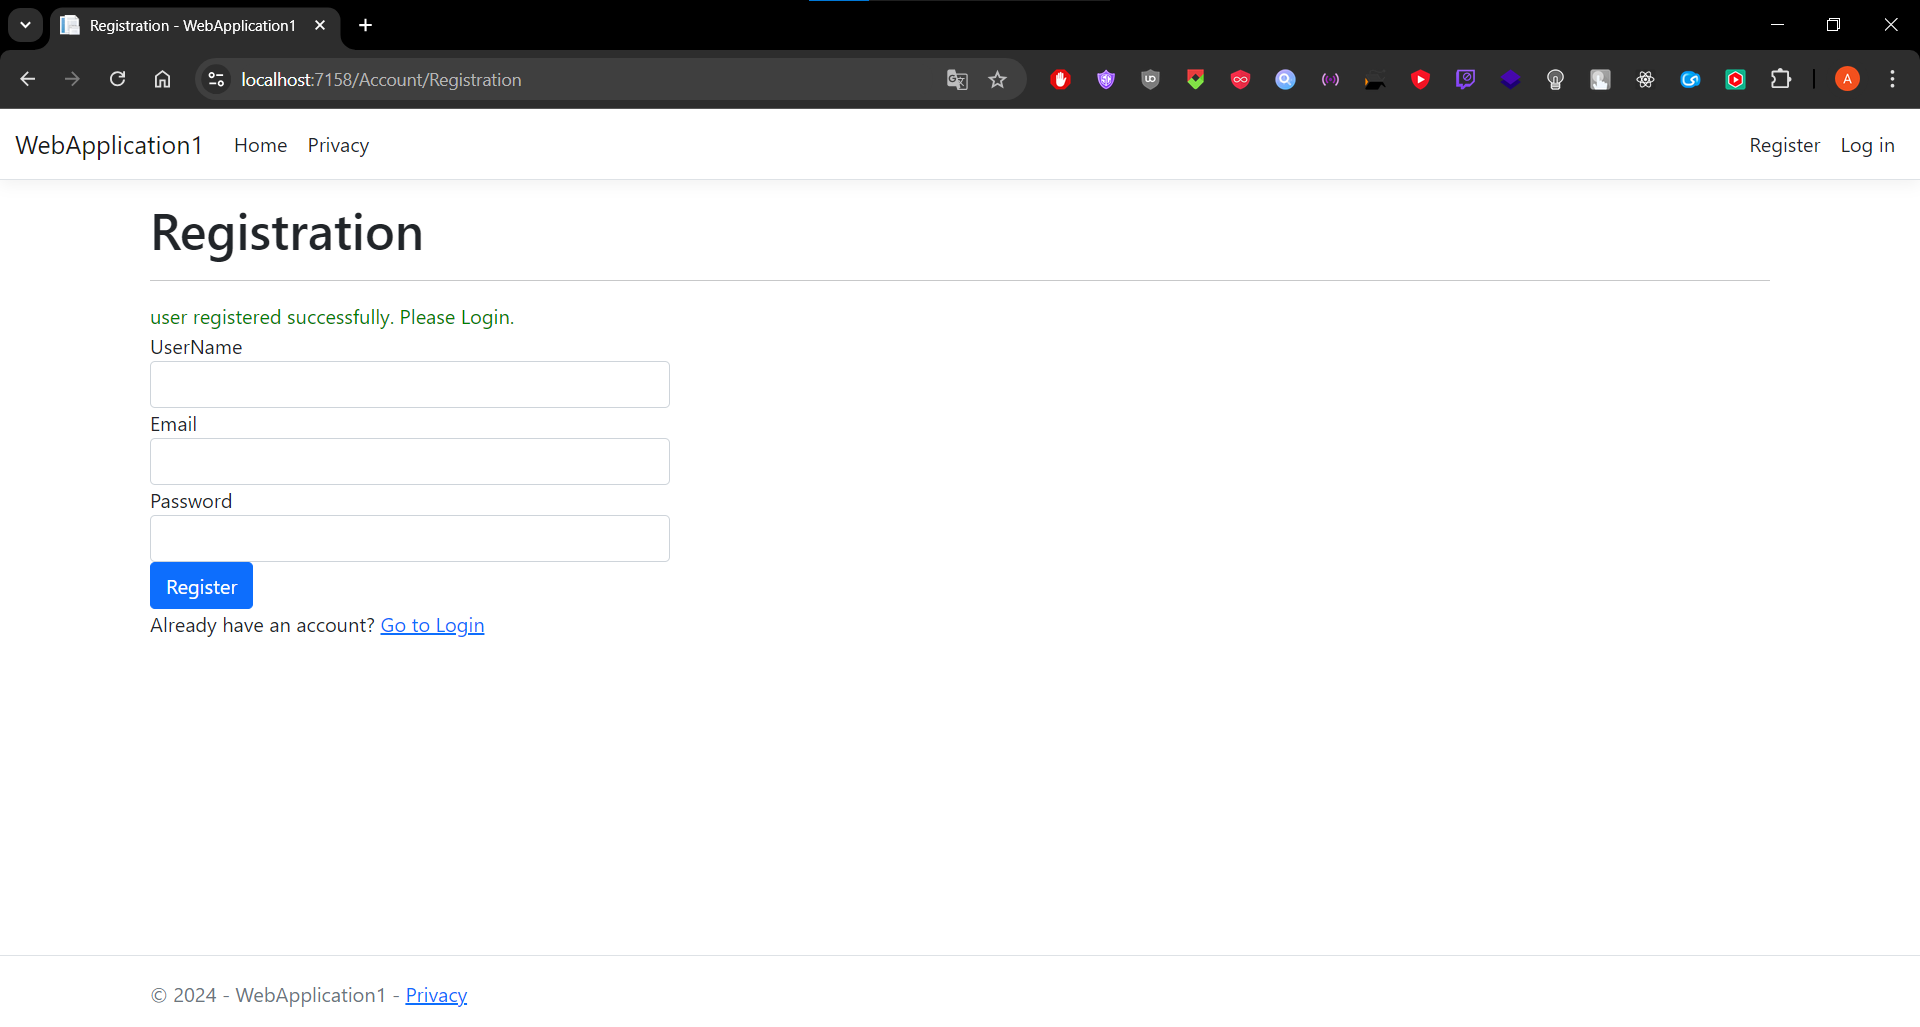 Registration - WebApplication1
localhost:7158/Account/Registration
A
WebApplication1 Home Privacy Register Log in
Registration
user registered successfully. Please Login.
UserName
Email
Password
Register
Already have an account? Go to Login
© 2024 - WebApplication1 - Privacy